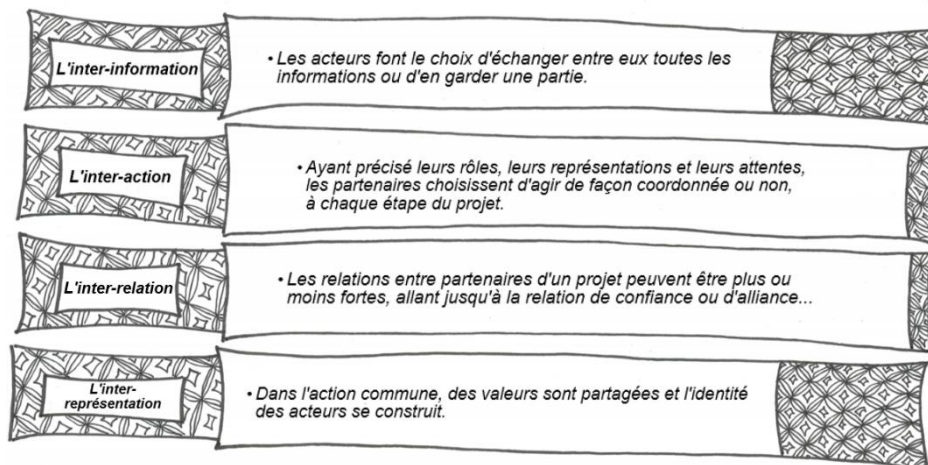 L'inter-information
• Les acteurs font le choix d'échanger entre eux toutes les
informations ou d'en garder une partie.
L'inter-action
• Ayant précisé leurs rôles, leurs représentations et leurs attentes,
les partenaires choisissent d'agir de façon coordonnée ou non,
à chaque étape du projet.
L'inter-relation
• Les relations entre partenaires d'un projet peuvent être plus ou
moins fortes, allant jusqu'à la relation de confiance ou d'alliance...
L'inter-
représentation
• Dans l'action commune, des valeurs sont partagées et l'identité
des acteurs se construit.